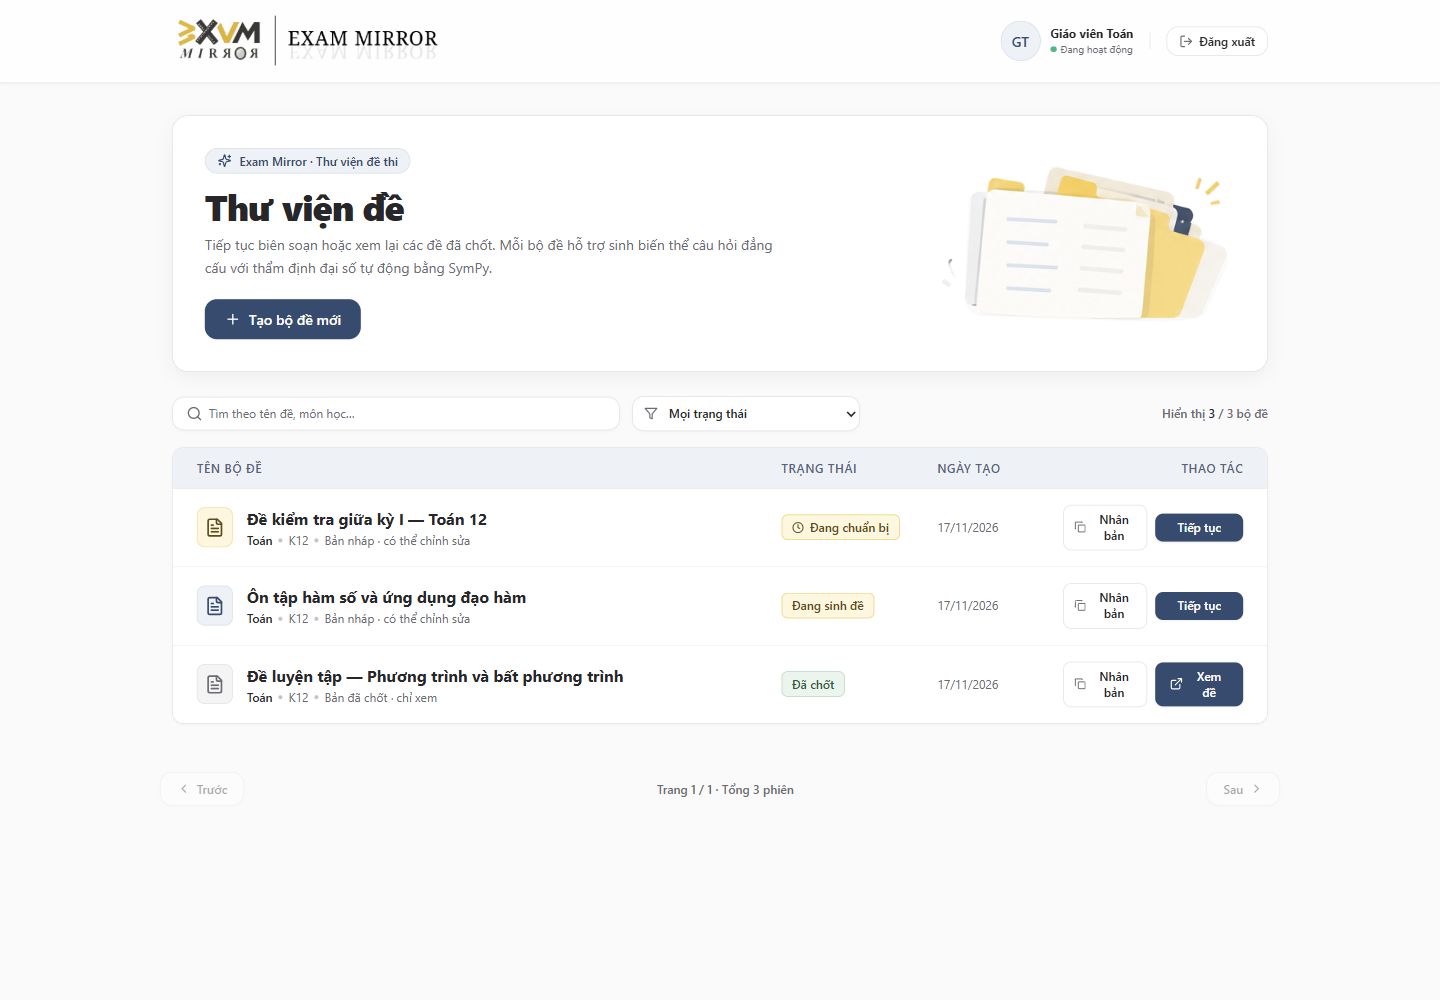 EXAM
MIRROR
EXAM MIRROR
GT
Giáo viên Toán
Đang hoạt động
Đăng xuất
Exam Mirror · Thư viện đề thi
Thư viện đề
Tiếp tục biên soạn hoặc xem lại các đề đã chốt. Mỗi bộ đề hỗ trợ sinh biến thể câu hỏi đẳng
cấu với thẩm định đại số tự động bằng SymPy.
Tạo bộ đề mới
Tìm theo tên đề, môn học...
Mọi trạng thái
Hiển thị 3 / 3 bộ đề
TÊN BỘ ĐỀ
TRẠNG THÁI
NGÀY TẠO
THAO TÁC
Đề kiểm tra giữa kỳ I — Toán 12
Toán • K12 • Bản nháp · có thể chỉnh sửa
Đang chuẩn bị
17/11/2026
Nhân
bản
Tiếp tục
Ôn tập hàm số và ứng dụng đạo hàm
Toán • K12 • Bản nháp · có thể chỉnh sửa
Đang sinh đề
17/11/2026
Nhân
bản
Tiếp tục
Đề luyện tập — Phương trình và bất phương trình
Toán • K12 • Bản đã chốt · chỉ xem
Đã chốt
17/11/2026
Nhân
bản
Xem
đề
Trước
Trang 1 / 1 · Tổng 3 phiên
Sau